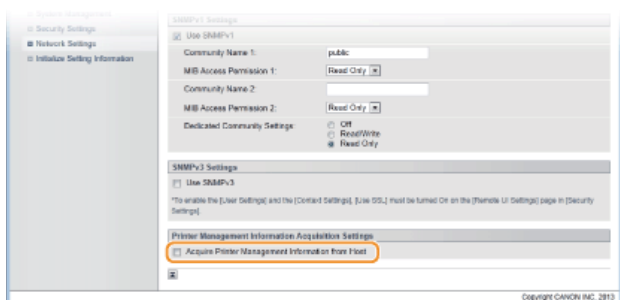 System Management
Security Settings
Network Settings
Initialize Setting Information
SNMPv1 Settings
Use SNMPv1
Community Name 1:
public
MIB Access Permission 1:
Read Only
Community Name 2:
MIB Access Permission 2:
Read Only
Dedicated Community Settings:
Off
Read/Write
Read Only
SNMPv3 Settings
Use SNMPv3
*To enable the [User Settings] and the [Context Settings], [Use SSL] must be turned On on the [Remote UI Settings] page in [Security
Settings].
Printer Management Information Acquisition Settings
Acquire Printer Management Information from Host
Copyright CANON INC. 2013